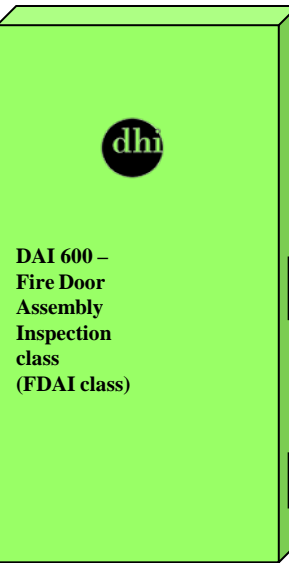 dhi
DAI 600 –
Fire Door
Assembly
Inspection
class
(FDAI class)